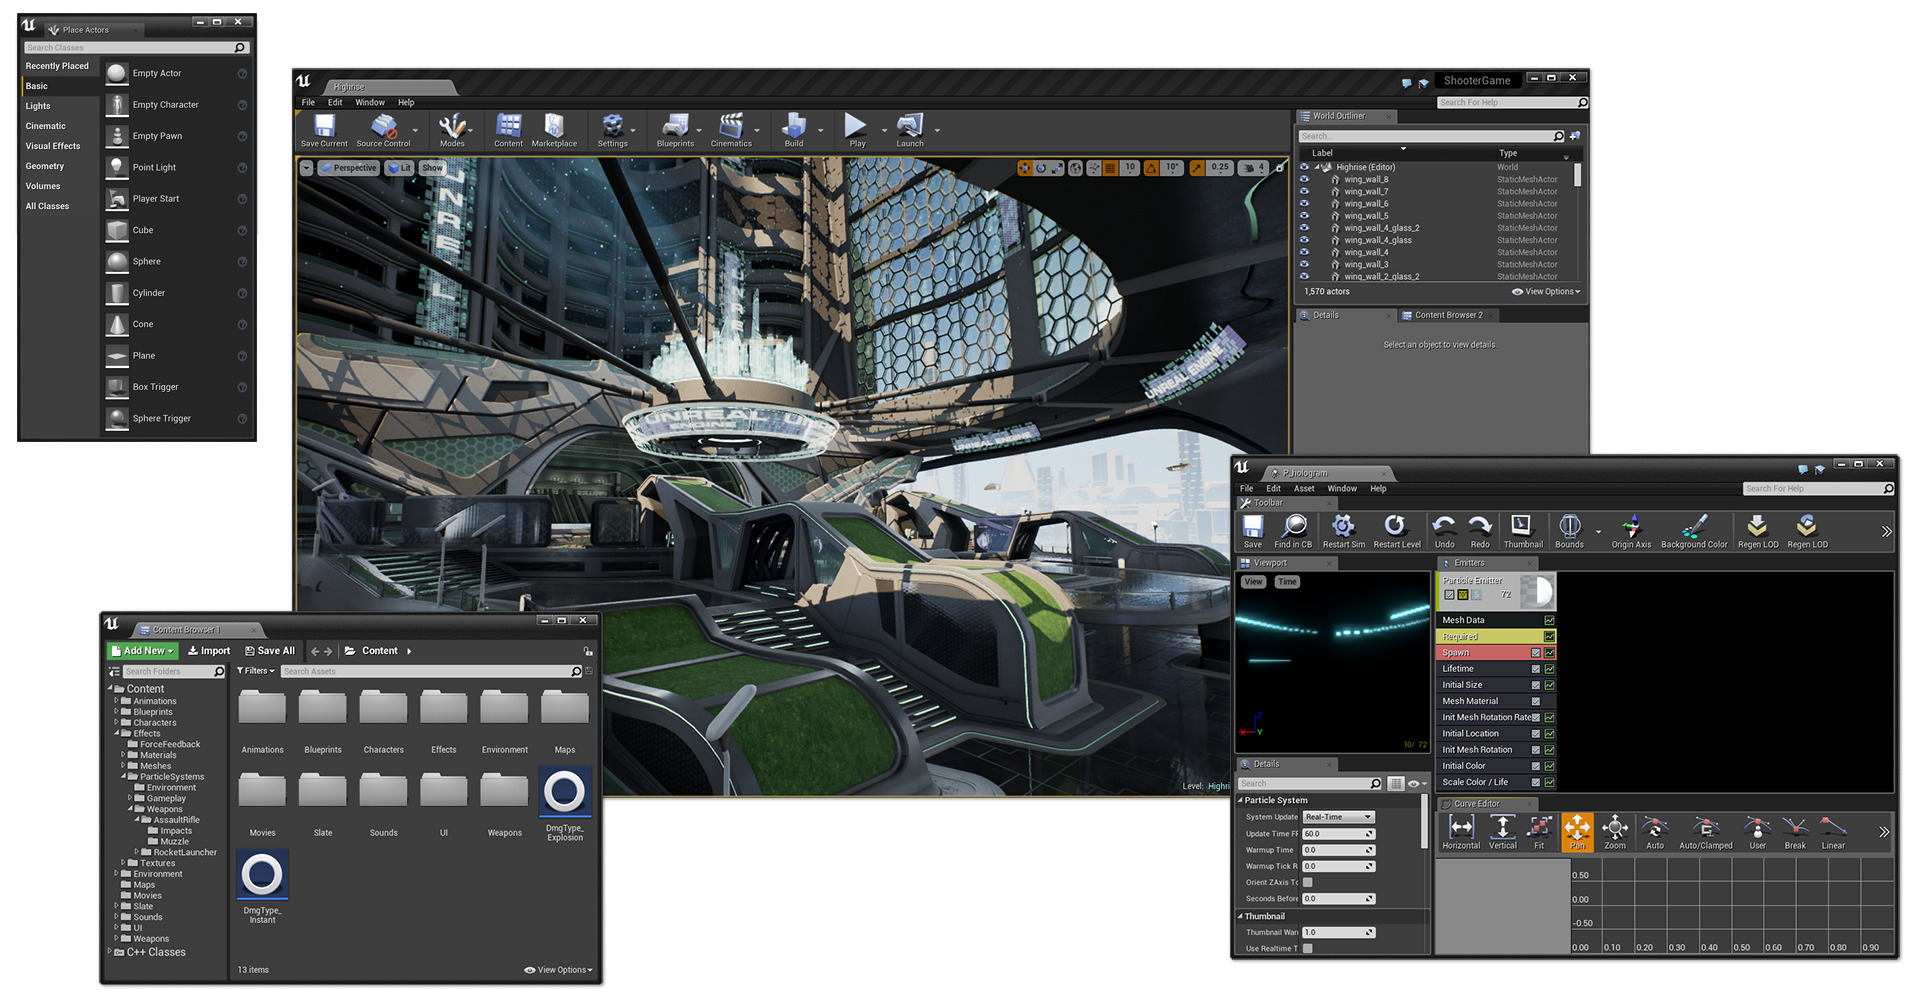 Place Actors
Search Classes
Recently Placed
Basic
Lights
Cinematic
Visual Effects
Geometry
Volumes
All Classes
Empty Actor
Empty Character
Empty Pawn
Point Light
Player Start
Cube
Sphere
Cylinder
Cone
Plane
Box Trigger
Sphere Trigger
Highrise
ShooterGame
File Edit Window Help
Search For Help
Save Current Source Control Modes Content Marketplace Settings Blueprints Cinematics Build Play Launch
Perspective Lit Show
10 10° 0.25 4
UNREAL
UNREAL
UNREAL ENGINE
UNREAL
ENGINE
UNREAL ENGINE
Level: Highri
World Outliner
Search...
Label Type
Highrise (Editor) World
wing_wall_8 StaticMeshActor
wing_wall_7 StaticMeshActor
wing_wall_6 StaticMeshActor
wing_wall_5 StaticMeshActor
wing_wall_4_glass_2 StaticMeshActor
wing_wall_4_glass StaticMeshActor
wing_wall_4 StaticMeshActor
wing_wall_3 StaticMeshActor
wing_wall_2_glass_2 StaticMeshActor
1,570 actors View Options
Details Content Browser 2
Select an object to view details.
Content Browser 1
Add New Import Save All Content
Search Folders
Filters Search Assets
Content
Animations
Blueprints
Characters
Effects
ForceFeedback
Materials
Meshes
ParticleSystems
Environment
Gameplay
Weapons
AssaultRifle
Impacts
Muzzle
RocketLauncher
Textures
Environment
Maps
Movies
Slate
Sounds
UI
Weapons
C++ Classes
Animations Blueprints Characters Effects Environment Maps
Movies Slate Sounds UI Weapons DmgType_
Explosion
DmgType_
Instant
13 items View Options
P_hologram
File Edit Asset Window Help
Search For Help
Toolbar
Save Find in CB Restart Sim Restart Level Undo Redo Thumbnail Bounds Origin Axis Background Color Regen LOD Regen LOD
Viewport
View Time
Z
X Y
10/ 72
Emitters
Particle Emitter
72
Mesh Data
Required
Spawn
Lifetime
Initial Size
Mesh Material
Init Mesh Rotation Rate
Initial Location
Init Mesh Rotation
Initial Color
Scale Color / Life
Details
Search
Particle System
System Update Real-Time
Update Time FP 60.0
Warmup Time 0.0
Warmup Tick R 0.0
Orient ZAxis To
Seconds Before 0.0
Thumbnail
Thumbnail War 1.0
Use Realtime T
Curve Editor
Horizontal Vertical Fit Pan Zoom Auto Auto/Clamped User Break Linear
0.50
0.00
-0.50
0.00 0.10 0.20 0.30 0.40 0.50 0.60 0.70 0.80 0.90